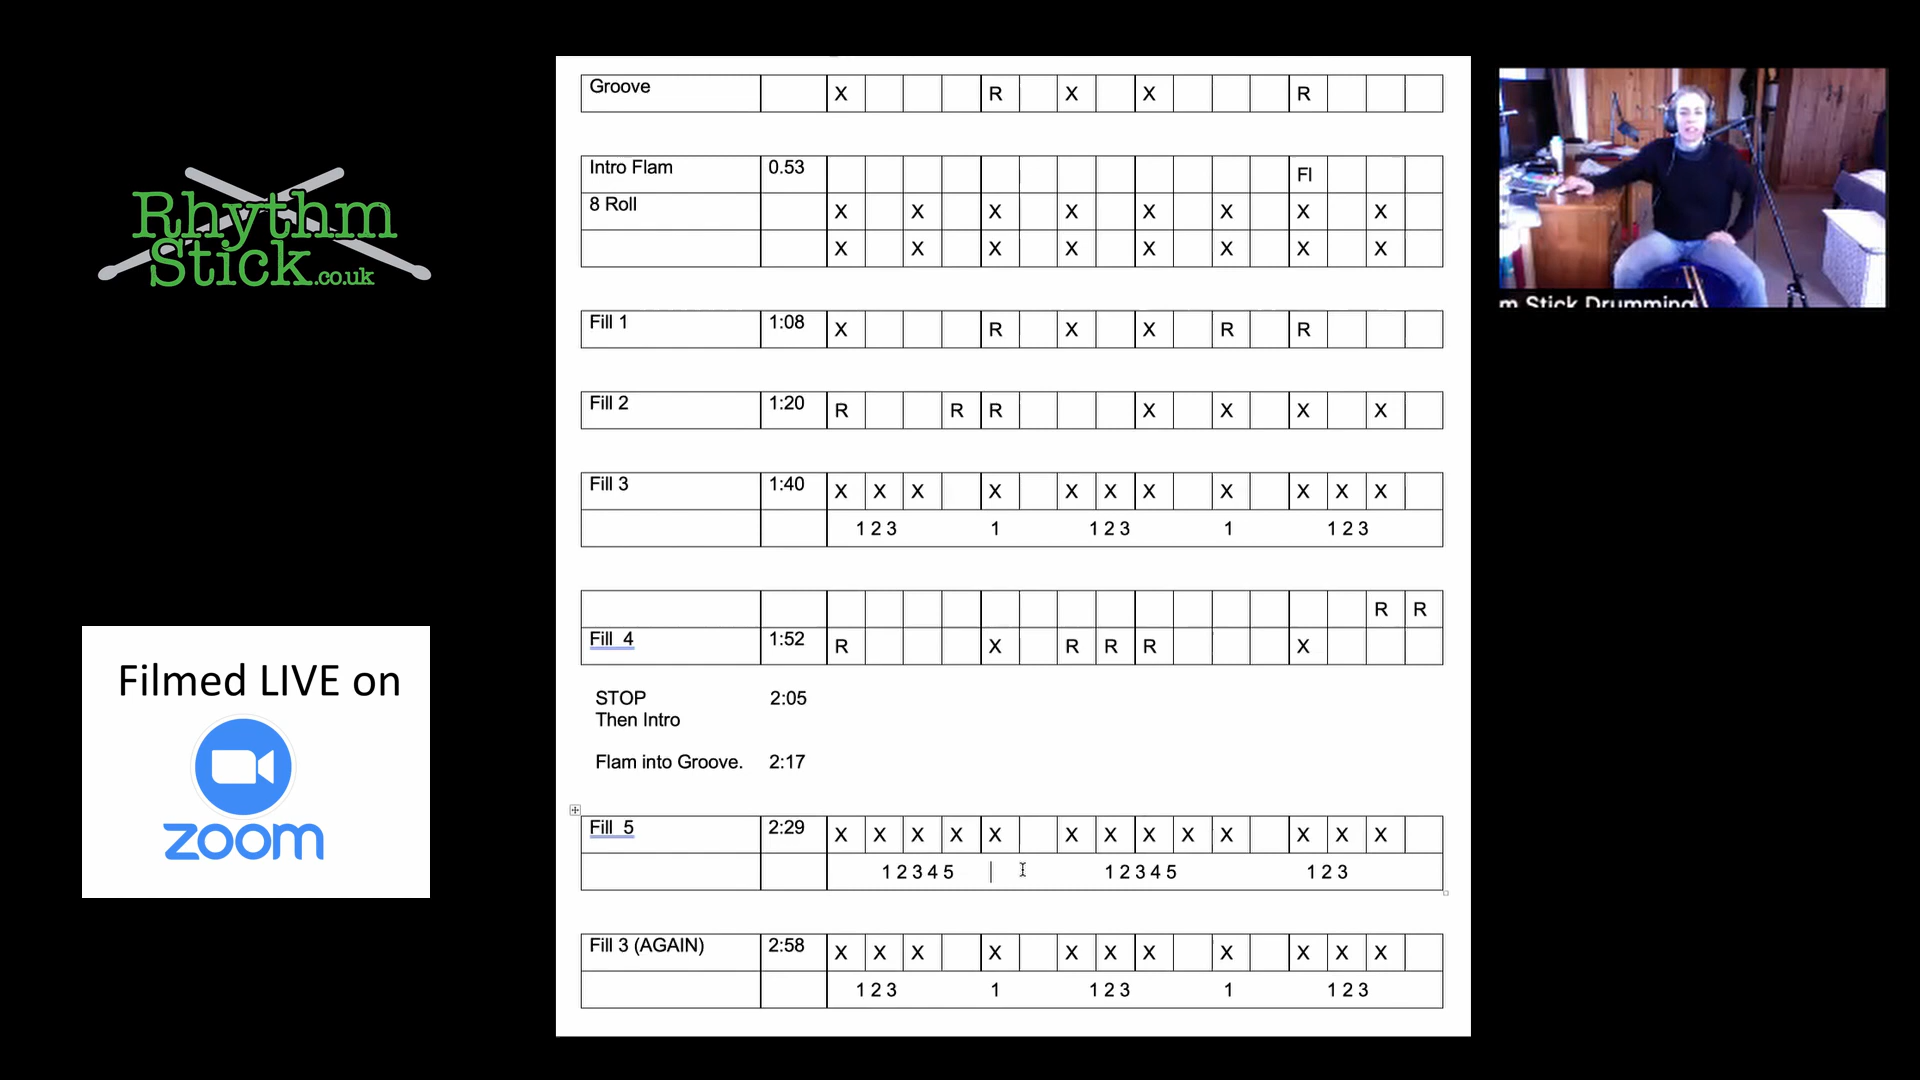 Groove X R X X R
Intro Flam 0.53 Fl
8 Roll X X X X X X X X
X X X X X X X X
Fill 1 1:08 X R X X R R
Fill 2 1:20 R R R X X X X
Fill 3 1:40 X X X X X X X X X X X
1 2 3 1 1 2 3 1 1 2 3
R R
Fill 4 1:52 R X R R R X
STOP 2:05
Then Intro
Flam into Groove. 2:17
Fill 5 2:29 X X X X X X X X X X X X X
1 2 3 4 5 1 2 3 4 5 1 2 3
Fill 3 (AGAIN) 2:58 X X X X X X X X X X X
1 2 3 1 1 2 3 1 1 2 3
Rhythm
Stick.co.uk
Filmed LIVE on
zoom
m Stick Drumming